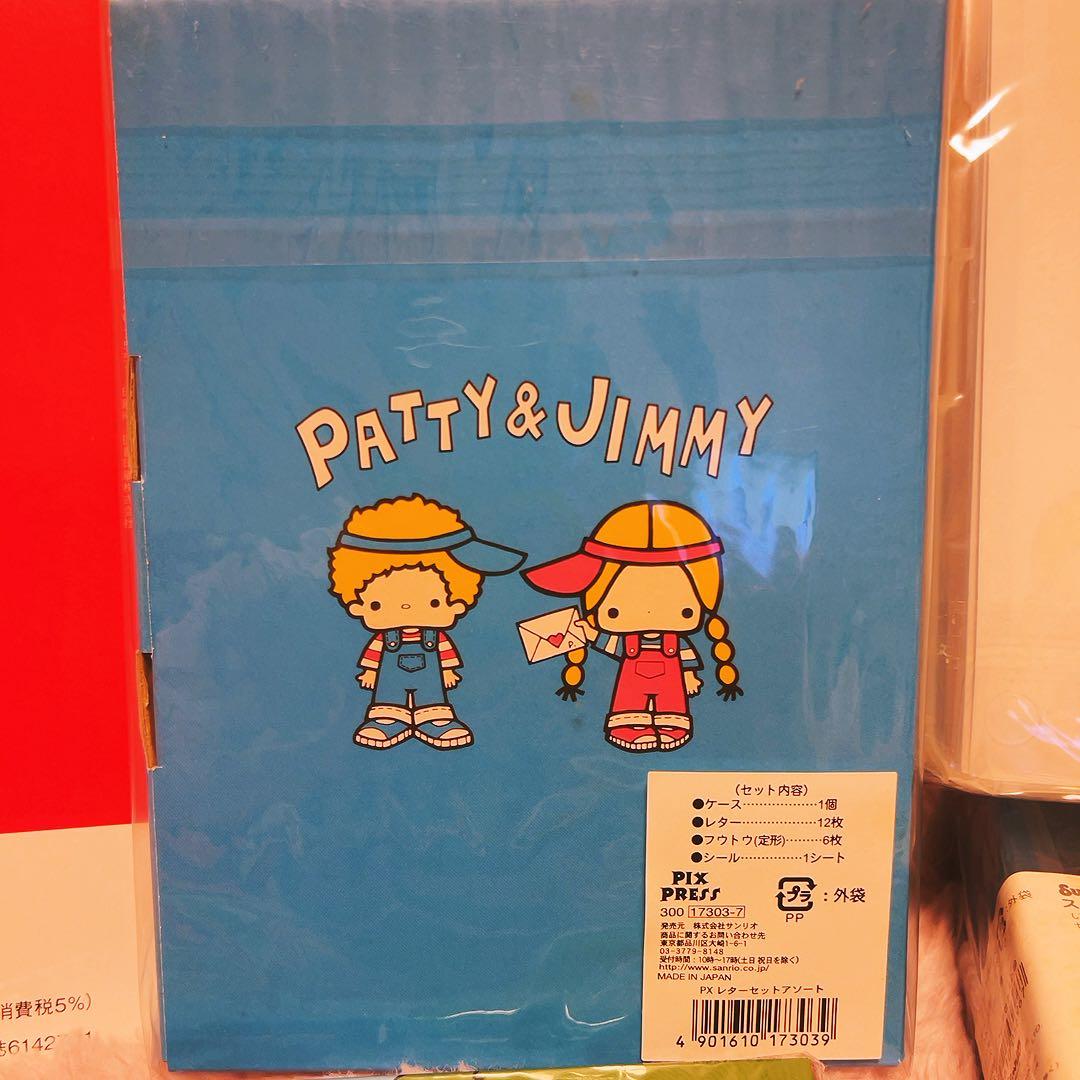 PATTY & JIMMY
P.
(セット内容)
●ケース………………1個
●レター………………12枚
●フウトウ(定形)………6枚
●シール……………1シート
PIX
PRESS
プラ : 外袋
PP
300 17303-7
発売元 株式会社サンリオ
商品に関するお問い合わせ先
東京都品川区大崎1-6-1
03-3779-8148
受付時間:10時~17時(土日 祝日を除く)
http://www.sanrio.co.jp/
MADE IN JAPAN
PX レターセットアソート
4 901610 173039
消費税5%)
:外袋